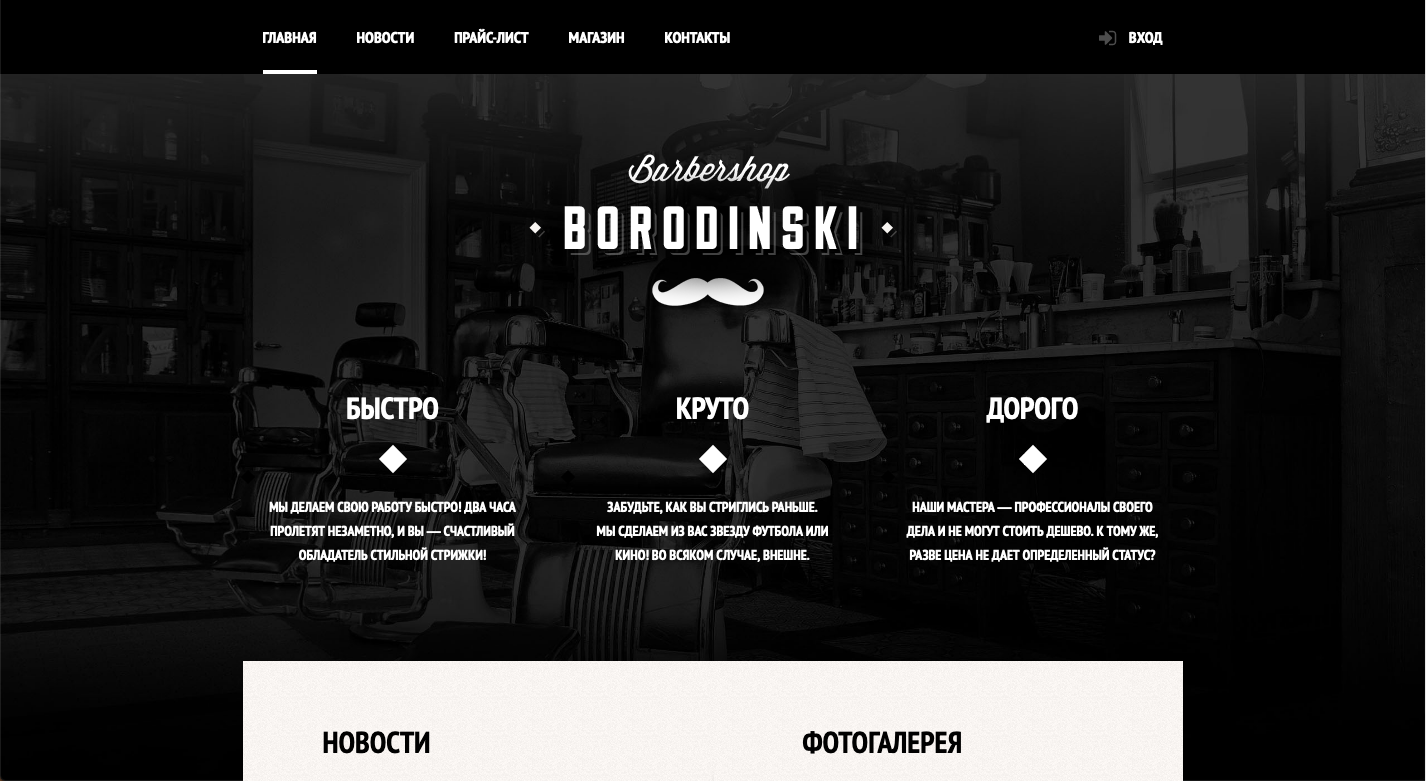 ГЛАВНАЯ НОВОСТИ ПРАЙС-ЛИСТ МАГАЗИН КОНТАКТЫ ВХОД
Barbershop
BORODINSKI
БЫСТРО
МЫ ДЕЛАЕМ СВОЮ РАБОТУ БЫСТРО! ДВА ЧАСА
ПРОЛЕТЯТ НЕЗАМЕТНО, И ВЫ — СЧАСТЛИВЫЙ
ОБЛАДАТЕЛЬ СТИЛЬНОЙ СТРИЖКИ!
КРУТО
ЗАБУДЬТЕ, КАК ВЫ СТРИГЛИСЬ РАНЬШЕ.
МЫ СДЕЛАЕМ ИЗ ВАС ЗВЕЗДУ ФУТБОЛА ИЛИ
КИНО! ВО ВСЯКОМ СЛУЧАЕ, ВНЕШНЕ.
ДОРОГО
НАШИ МАСТЕРА — ПРОФЕССИОНАЛЫ СВОЕГО
ДЕЛА И НЕ МОГУТ СТОИТЬ ДЕШЕВО. К ТОМУ ЖЕ,
РАЗВЕ ЦЕНА НЕ ДАЕТ ОПРЕДЕЛЕННЫЙ СТАТУС?
НОВОСТИ
ФОТОГАЛЕРЕЯ